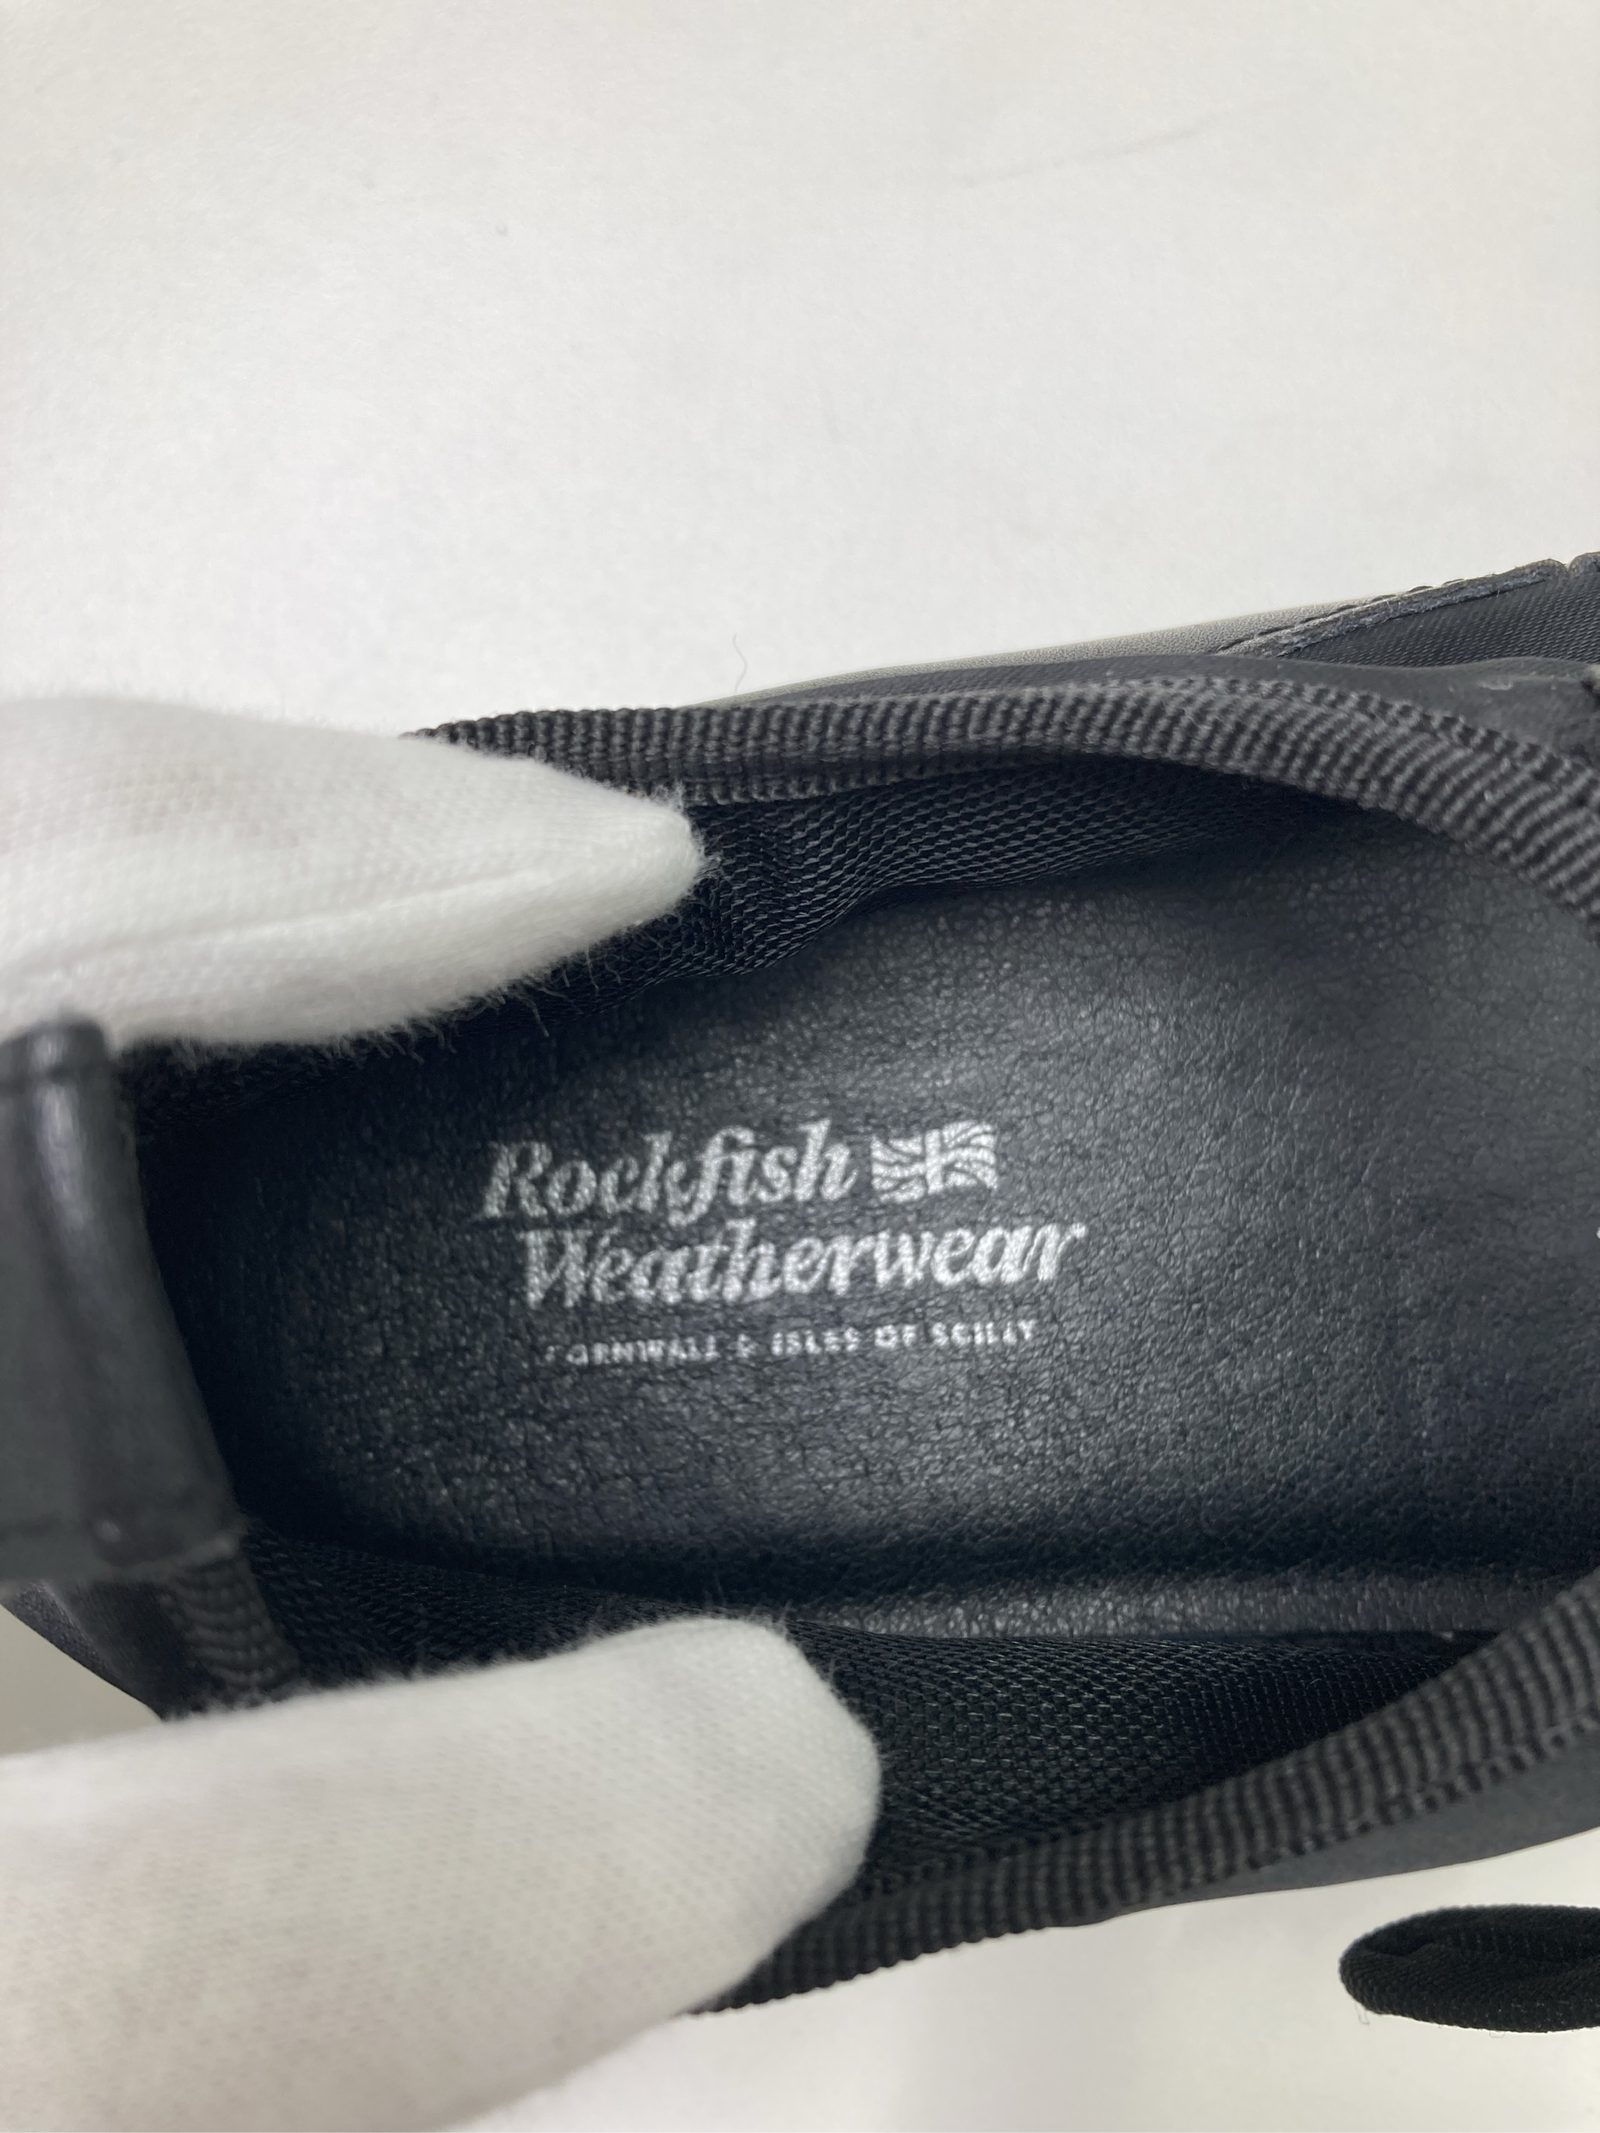 Rockfish
Weatherwear
CORNWALL & ISLES OF SCILLY